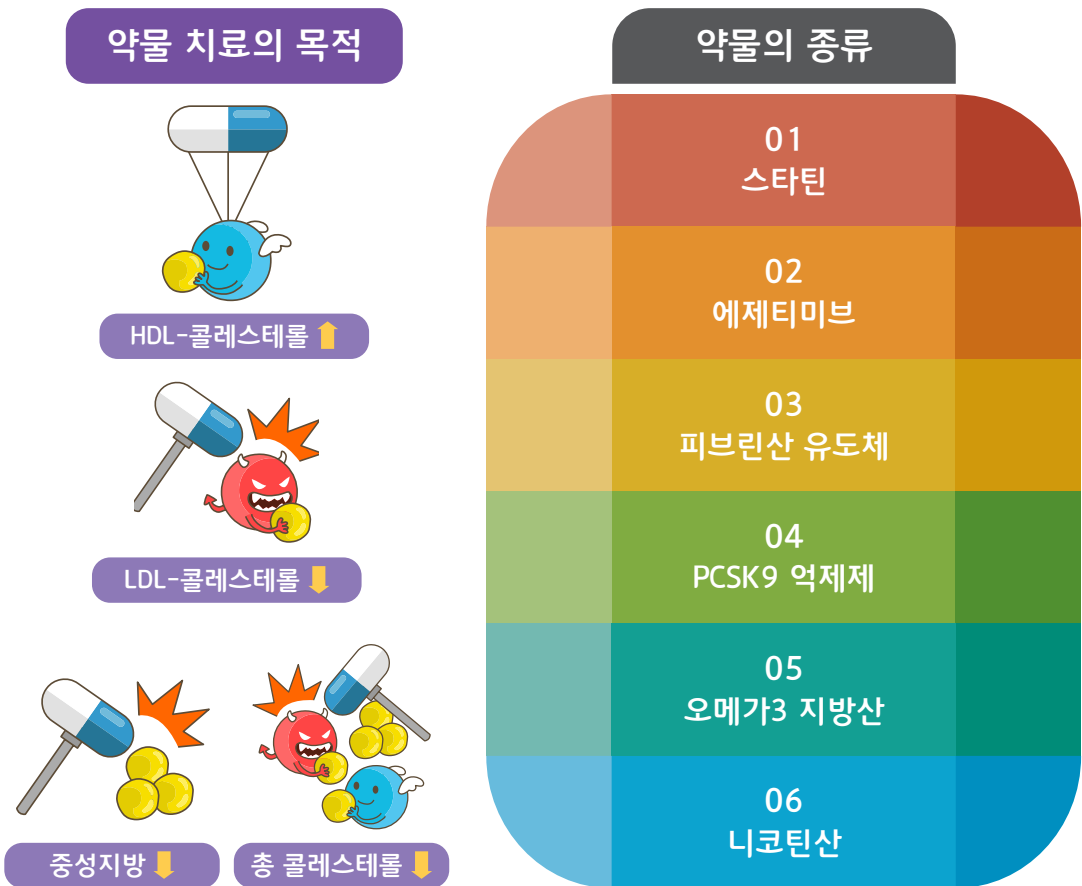 약물 치료의 목적
HDL-콜레스테롤
LDL-콜레스테롤
중성지방
총 콜레스테롤
약물의 종류
01
스타틴
02
에제티미브
03
피브린산 유도체
04
PCSK9 억제제
05
오메가3 지방산
06
니코틴산